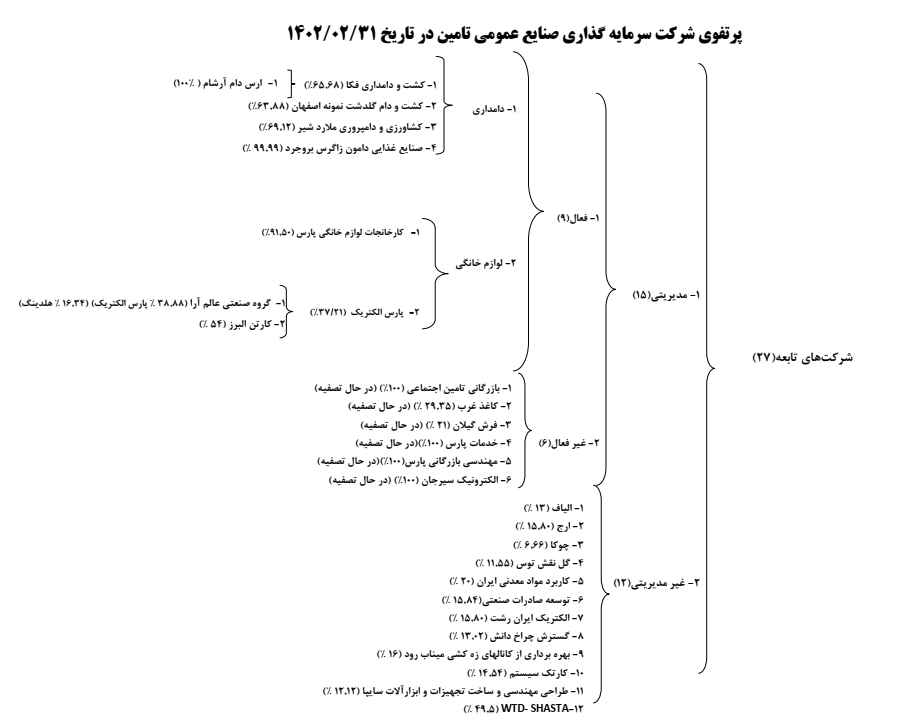 پرتفوی شرکت سرمایه گذاری صنایع عمومی تامین در تاریخ ۱۴۰۲/۰۲/۳۱
شرکت‌های تابعه(۲۷)
۱- مدیریتی(۱۵)
۱- فعال(۹)
۱- دامداری
۱- کشت و دامداری فکا (۶۵.۶۸٪)
۱- ارس دام آرشام (۱۰۰٪)
۲- کشت و دام گلدشت نمونه اصفهان (۶۳.۸۸٪)
۳- کشاورزی و دامپروری ملارد شیر (۶۹.۱۲٪)
۴- صنایع غذایی دامون زاگرس بروجرد (۹۹.۹۹ ٪)
۲- لوازم خانگی
۱- کارخانجات لوازم خانگی پارس (۹۱.۵۰٪)
۲- پارس الکتریک (۳۷/۲۱٪)
۱- گروه صنعتی عالم آرا (۳۸.۸۸ ٪ پارس الکتریک) (۱۶.۳۴ ٪ هلدینگ)
۲- کارتن البرز (۵۴ ٪)
۲- غیر فعال(۶)
۱- بازرگانی تامین اجتماعی (۱۰۰٪) (در حال تصفیه)
۲- کاغذ غرب (۲۹.۳۵ ٪) (در حال تصفیه)
۳- فرش گیلان (۲۱ ٪) (در حال تصفیه)
۴- خدمات پارس (۱۰۰٪)(در حال تصفیه)
۵- مهندسی بازرگانی پارس(۱۰۰٪)(در حال تصفیه)
۶- الکترونیک سیرجان (۱۰۰٪) (در حال تصفیه)
۲- غیر مدیریتی(۱۲)
۱- الیاف (۱۳ ٪)
۲- ارج (۱۵.۸۰ ٪)
۳- چوکا (۶.۶۶ ٪)
۴- گل نقش توس (۱۱.۵۵ ٪)
۵- کاربرد مواد معدنی ایران (۲۰ ٪)
۶- توسعه صادرات صنعتی(۱۵.۸۴ ٪)
۷- الکتریک ایران رشت (۱۵.۸۰ ٪)
۸- گسترش چراغ دانش (۱۳.۰۲ ٪)
۹- بهره برداری از کانالهای زه کشی میناب رود (۱۶ ٪)
۱۰- کارتک سیستم (۱۴.۵۴ ٪)
۱۱- طراحی مهندسی و ساخت تجهیزات و ابزارآلات سایپا (۱۲.۱۲ ٪)
۱۲-WTD- SHASTA (۴۹.۵ ٪)